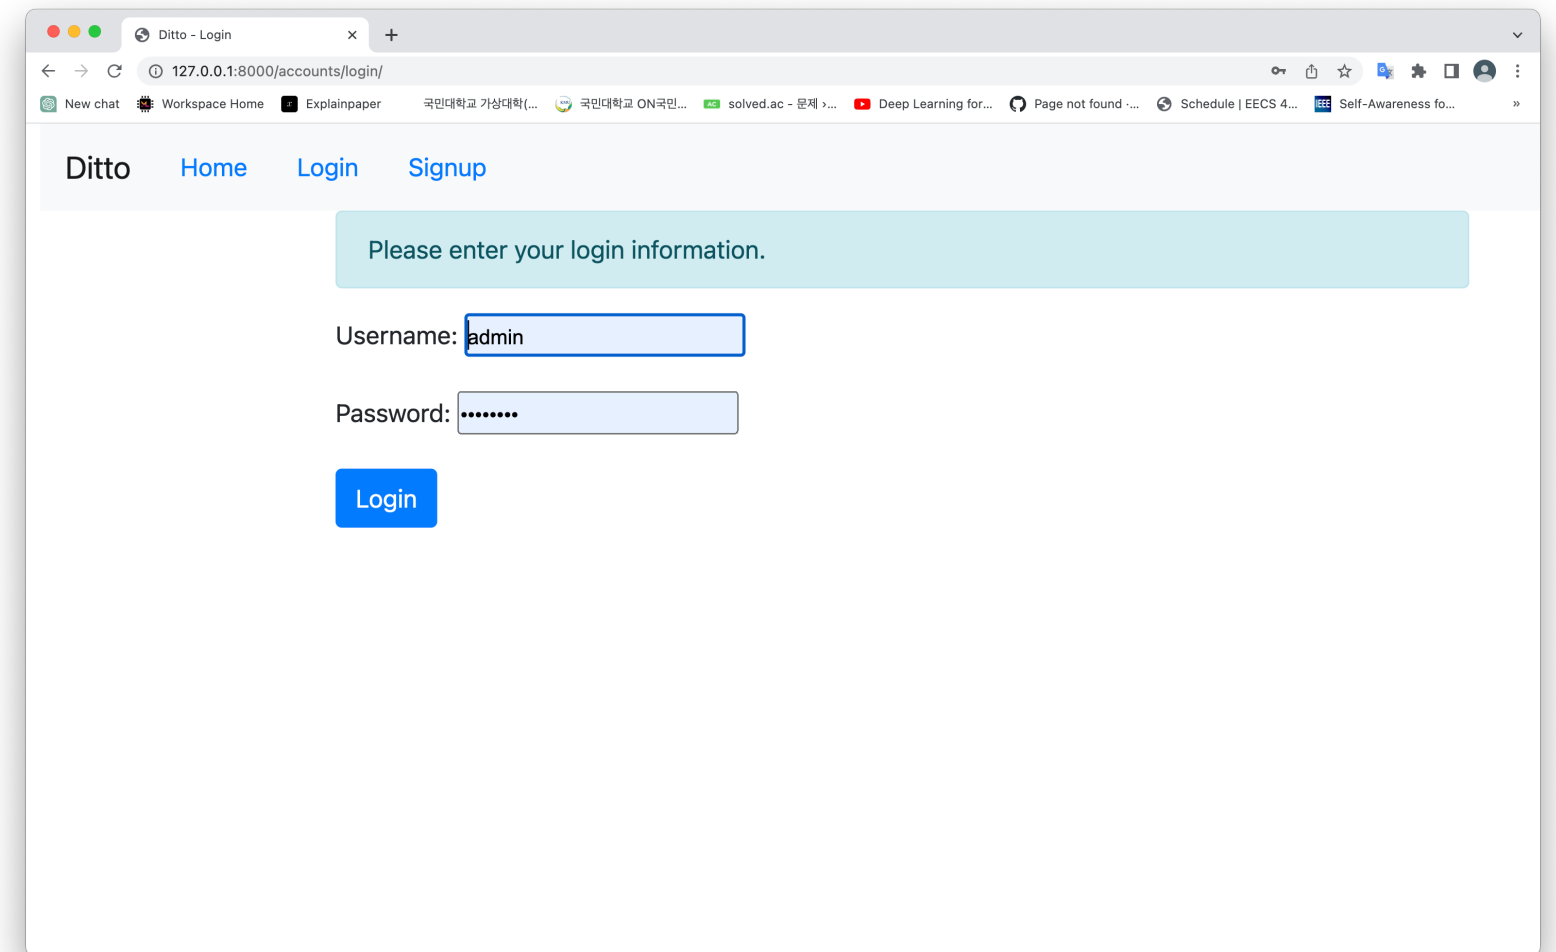 Ditto - Login
127.0.0.1:8000/accounts/login/
New chat Workspace Home Explainpaper 국민대학교 가상대학(... 국민대학교 ON국민... solved.ac - 문제 ›... Deep Learning for... Page not found ·... Schedule | EECS 4... Self-Awareness fo... »
Ditto Home Login Signup
Please enter your login information.
Username: admin
Password: ••••••••
Login